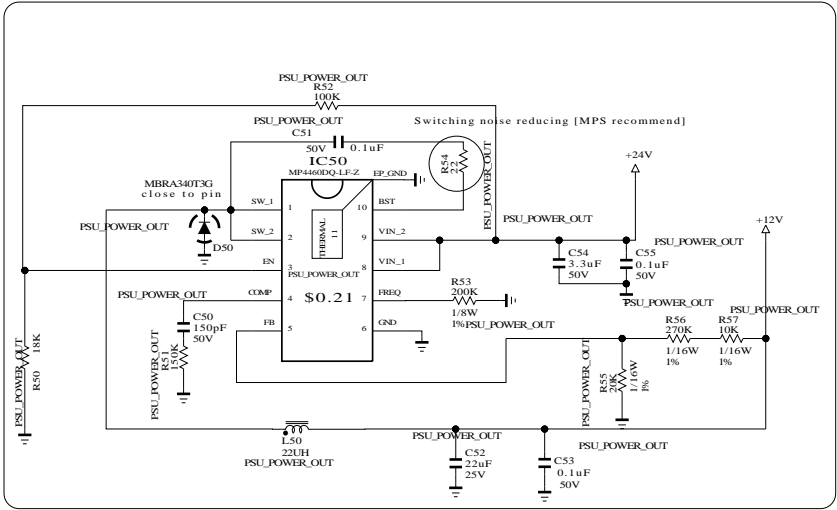 PSU_POWER_OUT
R52
100K
PSU_POWER_OUT
Switching noise reducing [MPS recommend]
C51
50V
0.1uF
R54
22
PSU_POWER_OUT
IC50
MP4460DQ-LF-Z
EP_GND
+24V
MBRA340T3G
close to pin
SW_1
1
10
BST
PSU_POWER_OUT
D50
SW_2
2
THERMAL
11
9
VIN_2
PSU_POWER_OUT
+12V
PSU_POWER_OUT
EN
3
PSU_POWER_OUT
8
VIN_1
C54
3.3uF
50V
C55
0.1uF
50V
PSU_POWER_OUT
COMP
4
$0.21
7
FREQ
R53
200K
1/8W
1%
PSU_POWER_OUT
PSU_POWER_OUT
PSU_POWER_OUT
C50
150pF
50V
FB
5
6
GND
R56
270K
1/16W
1%
R57
10K
1/16W
1%
PSU_POWER_OUT
R50
18K
PSU_POWER_OUT
R51
150K
PSU_POWER_OUT
R55
20K
1/16W
1%
L50
22UH
PSU_POWER_OUT
PSU_POWER_OUT
C52
22uF
25V
PSU_POWER_OUT
C53
0.1uF
50V